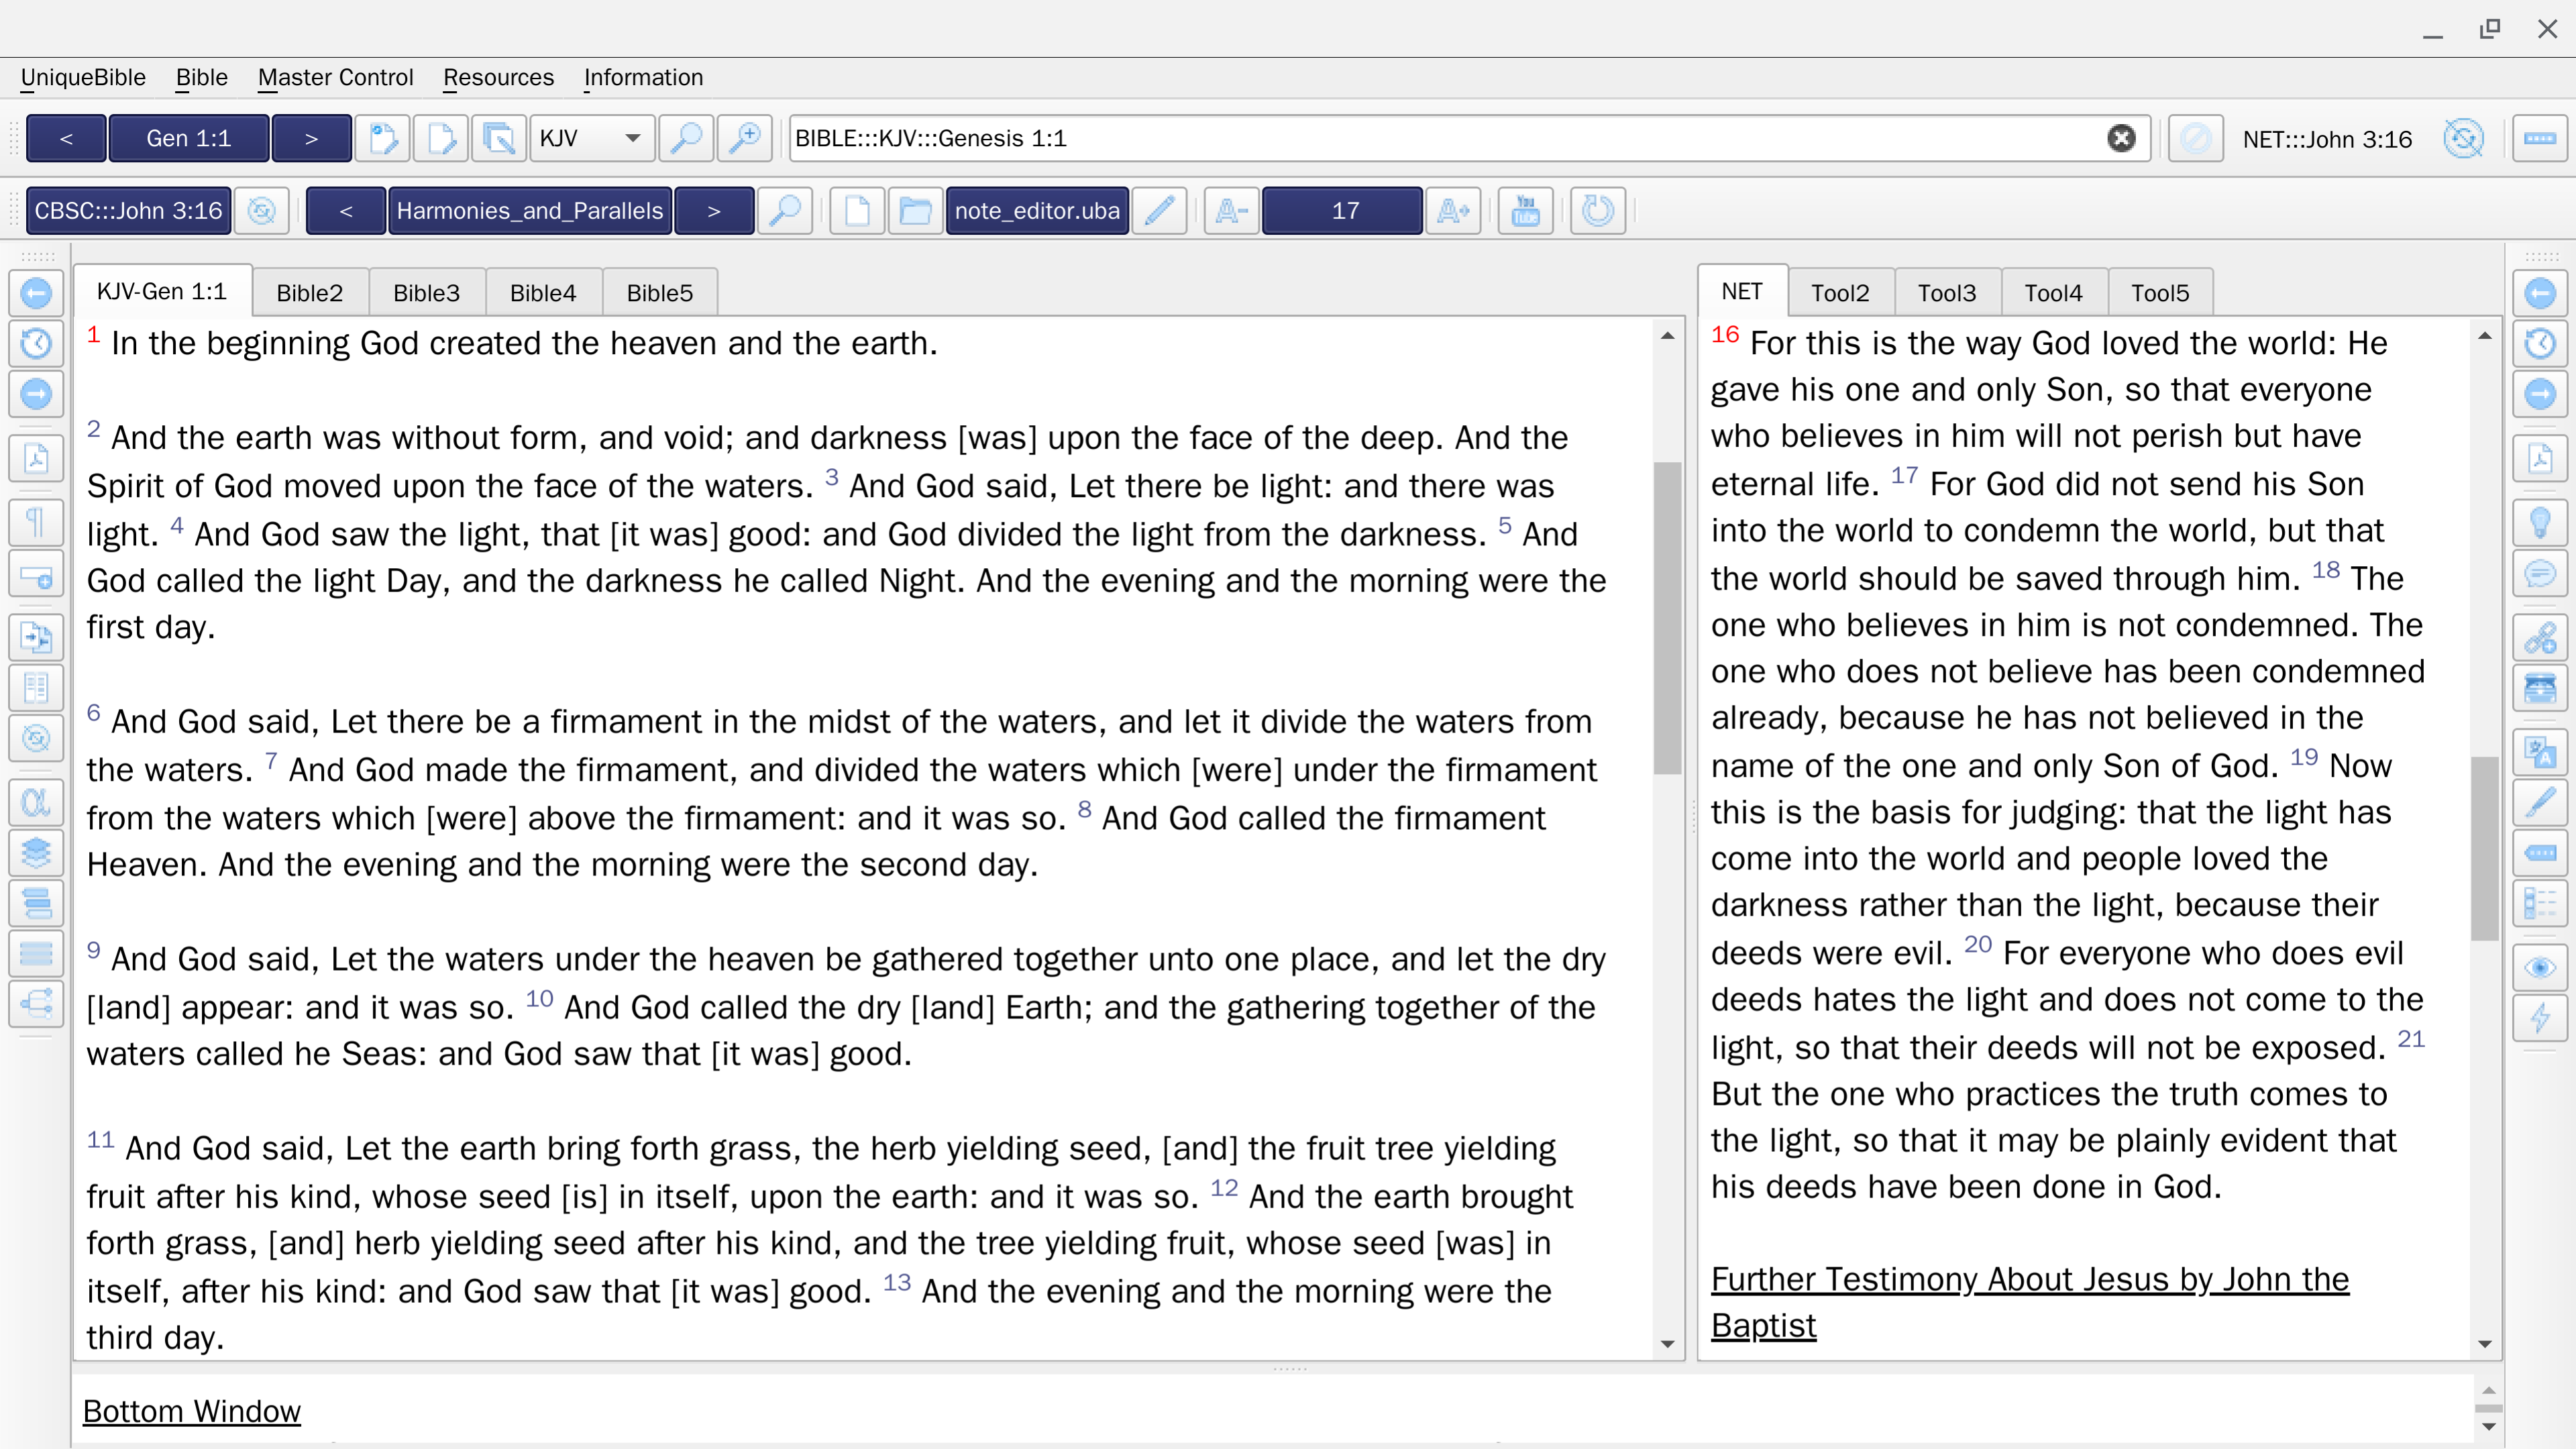 UniqueBible Bible Master Control Resources Information
< Gen 1:1 > KJV BIBLE:::KJV:::Genesis 1:1 NET:::John 3:16
CBSC:::John 3:16 < Harmonies_and_Parallels > note_editor.uba A- 17 A+ You Tube
KJV-Gen 1:1 Bible2 Bible3 Bible4 Bible5
1 In the beginning God created the heaven and the earth.
2 And the earth was without form, and void; and darkness [was] upon the face of the deep. And the
Spirit of God moved upon the face of the waters. 3 And God said, Let there be light: and there was
light. 4 And God saw the light, that [it was] good: and God divided the light from the darkness. 5 And
God called the light Day, and the darkness he called Night. And the evening and the morning were the
first day.
6 And God said, Let there be a firmament in the midst of the waters, and let it divide the waters from
the waters. 7 And God made the firmament, and divided the waters which [were] under the firmament
from the waters which [were] above the firmament: and it was so. 8 And God called the firmament
Heaven. And the evening and the morning were the second day.
9 And God said, Let the waters under the heaven be gathered together unto one place, and let the dry
[land] appear: and it was so. 10 And God called the dry [land] Earth; and the gathering together of the
waters called he Seas: and God saw that [it was] good.
11 And God said, Let the earth bring forth grass, the herb yielding seed, [and] the fruit tree yielding
fruit after his kind, whose seed [is] in itself, upon the earth: and it was so. 12 And the earth brought
forth grass, [and] herb yielding seed after his kind, and the tree yielding fruit, whose seed [was] in
itself, after his kind: and God saw that [it was] good. 13 And the evening and the morning were the
third day.
NET Tool2 Tool3 Tool4 Tool5
16 For this is the way God loved the world: He
gave his one and only Son, so that everyone
who believes in him will not perish but have
eternal life. 17 For God did not send his Son
into the world to condemn the world, but that
the world should be saved through him. 18 The
one who believes in him is not condemned. The
one who does not believe has been condemned
already, because he has not believed in the
name of the one and only Son of God. 19 Now
this is the basis for judging: that the light has
come into the world and people loved the
darkness rather than the light, because their
deeds were evil. 20 For everyone who does evil
deeds hates the light and does not come to the
light, so that their deeds will not be exposed. 21
But the one who practices the truth comes to
the light, so that it may be plainly evident that
his deeds have been done in God.
Further Testimony About Jesus by John the
Baptist
Bottom Window